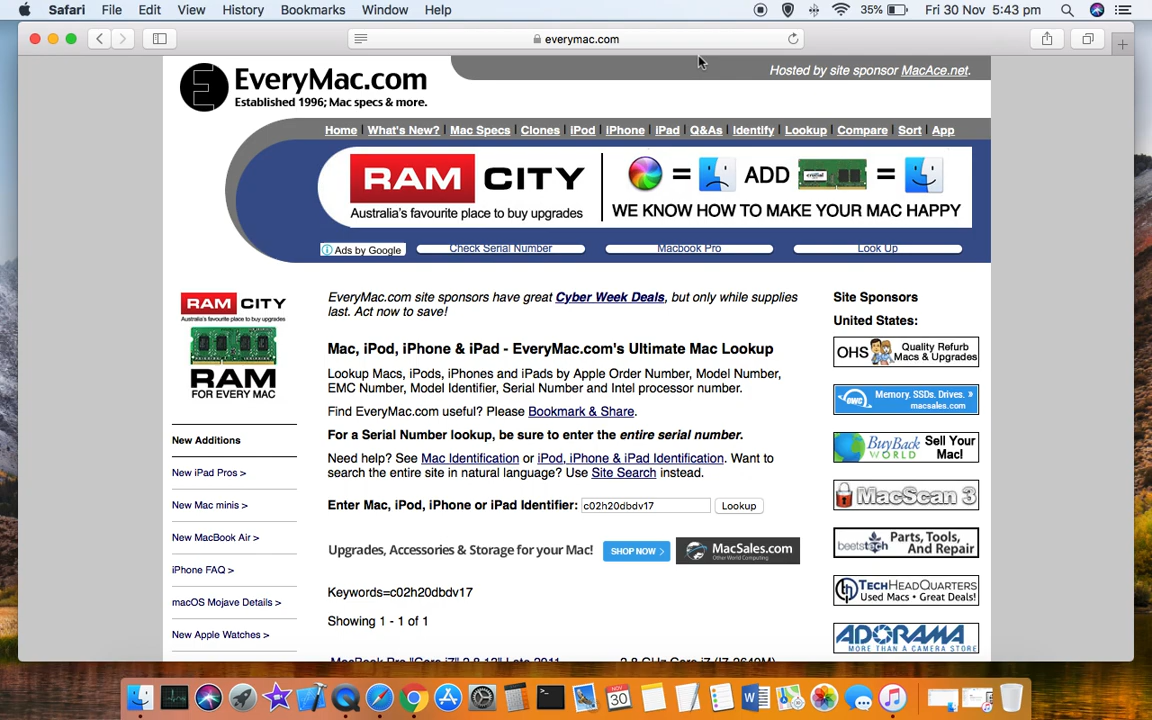 Safari File Edit View History Bookmarks Window Help 35% Fri 30 Nov 5:43 pm
everymac.com
EveryMac.com
Established 1996; Mac specs & more.
Hosted by site sponsor MacAce.net.
Home | What's New? | Mac Specs | Clones | iPod | iPhone | iPad | Q&As | Identify | Lookup | Compare | Sort | App
RAM CITY
Australia's favourite place to buy upgrades
= ADD =
WE KNOW HOW TO MAKE YOUR MAC HAPPY
Ads by Google Check Serial Number Macbook Pro Look Up
RAM CITY
Australia's favourite place to buy upgrades
RAM
FOR EVERY MAC
New Additions
New iPad Pros >
New Mac minis >
New MacBook Air >
iPhone FAQ >
macOS Mojave Details >
New Apple Watches >
EveryMac.com site sponsors have great Cyber Week Deals, but only while supplies
last. Act now to save!
Mac, iPod, iPhone & iPad - EveryMac.com's Ultimate Mac Lookup
Lookup Macs, iPods, iPhones and iPads by Apple Order Number, Model Number,
EMC Number, Model Identifier, Serial Number and Intel processor number.
Find EveryMac.com useful? Please Bookmark & Share.
For a Serial Number lookup, be sure to enter the entire serial number.
Need help? See Mac Identification or iPod, iPhone & iPad Identification. Want to
search the entire site in natural language? Use Site Search instead.
Enter Mac, iPod, iPhone or iPad Identifier: c02h20dbdv17 Lookup
Upgrades, Accessories & Storage for your Mac! SHOP NOW > MacSales.com
Other World Computing
Keywords=c02h20dbdv17
Showing 1 - 1 of 1
MacBook Pro "Core i7" 2.8 13" Late 2011 2.8 GHz Core i7 (I7-2640M)
Site Sponsors
United States:
OHS Quality Refurb
Macs & Upgrades
OWC Memory. SSDs. Drives. »
macsales.com
BuyBack
WORLD
Sell Your
Mac!
MacScan 3
beetstech Parts, Tools,
And Repair
TECHHEADQUARTERS
Used Macs • Great Deals!
ADORAMA
MORE THAN A CAMERA STORE
NOV
30